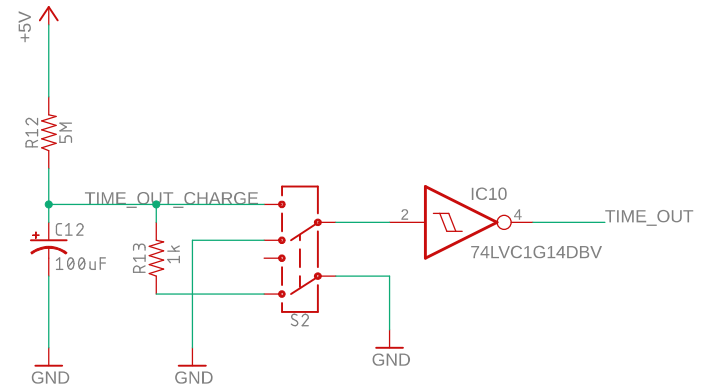 +5V
R12
5M
TIME_OUT_CHARGE
C12
100uF
R13
1k
S2
2
IC10
4
TIME_OUT
74LVC1G14DBV
GND
GND
GND